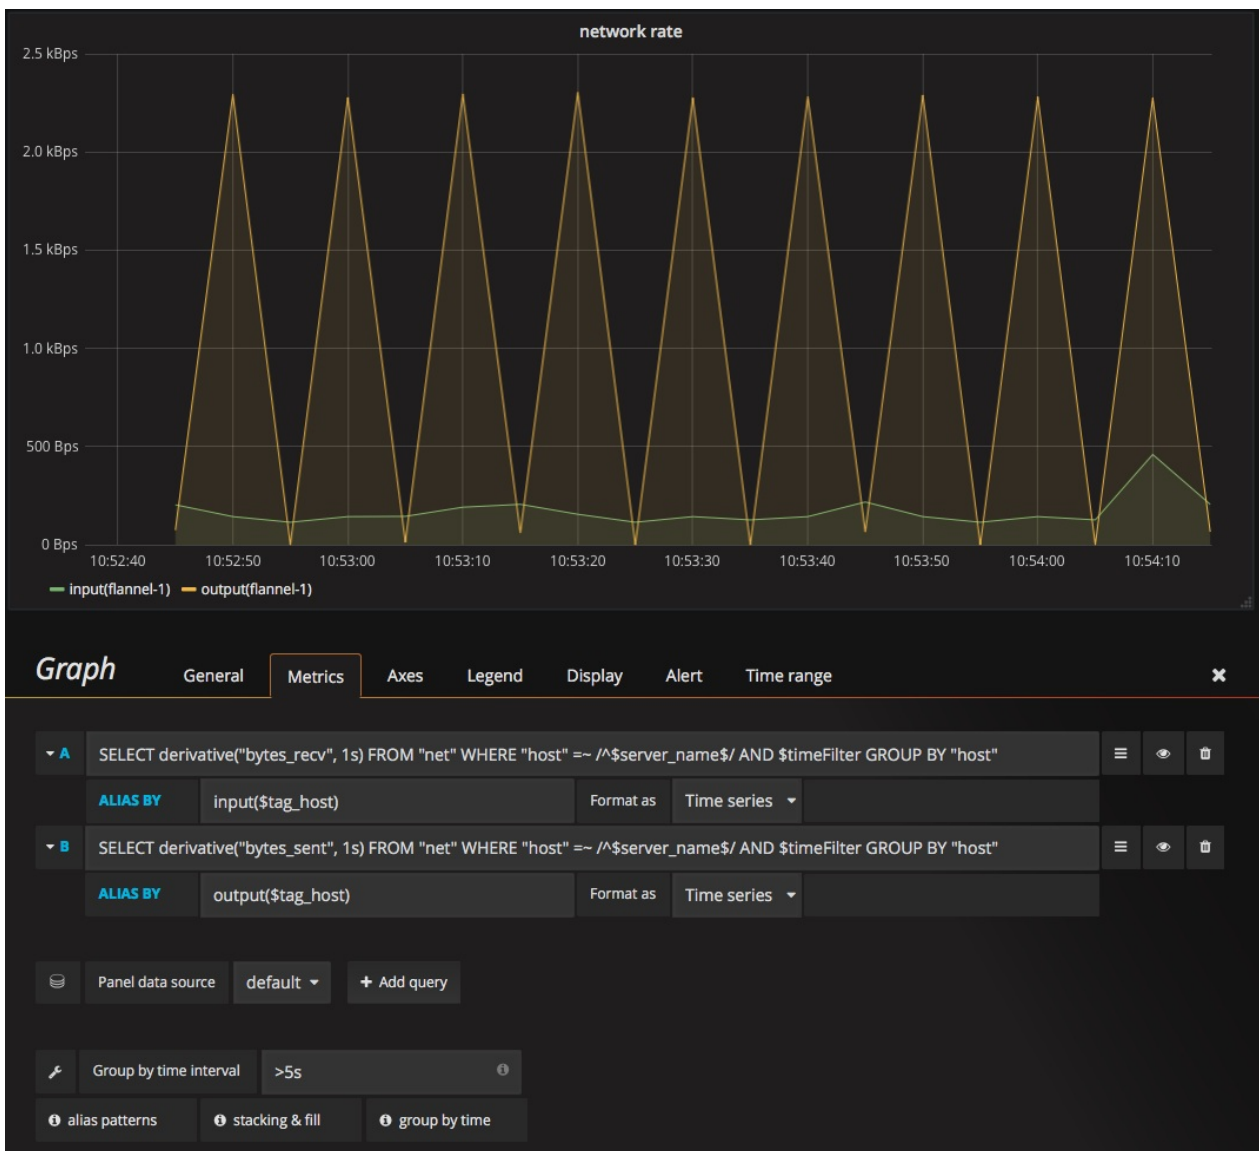 network rate
2.5 kBps
2.0 kBps
1.5 kBps
1.0 kBps
500 Bps
0 Bps
10:52:40 10:52:50 10:53:00 10:53:10 10:53:20 10:53:30 10:53:40 10:53:50 10:54:00 10:54:10
input(flannel-1) output(flannel-1)
Graph General Metrics Axes Legend Display Alert Time range
A SELECT derivative("bytes_recv", 1s) FROM "net" WHERE "host" =~ /^$server_name$/ AND $timeFilter GROUP BY "host"
ALIAS BY input($tag_host) Format as Time series
B SELECT derivative("bytes_sent", 1s) FROM "net" WHERE "host" =~ /^$server_name$/ AND $timeFilter GROUP BY "host"
ALIAS BY output($tag_host) Format as Time series
Panel data source default + Add query
Group by time interval >5s
alias patterns stacking & fill group by time